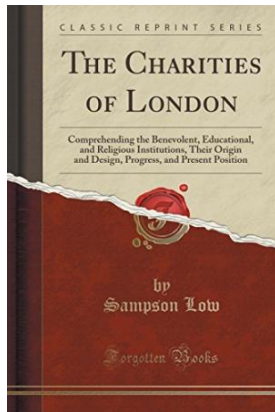 CLASSIC REPRINT SERIES
THE CHARITIES
OF LONDON
Comprehending the Benevolent, Educational,
and Religious Institutions, Their Origin
and Design, Progress, and Present Position
by
Sampson Low
Forgotten Books